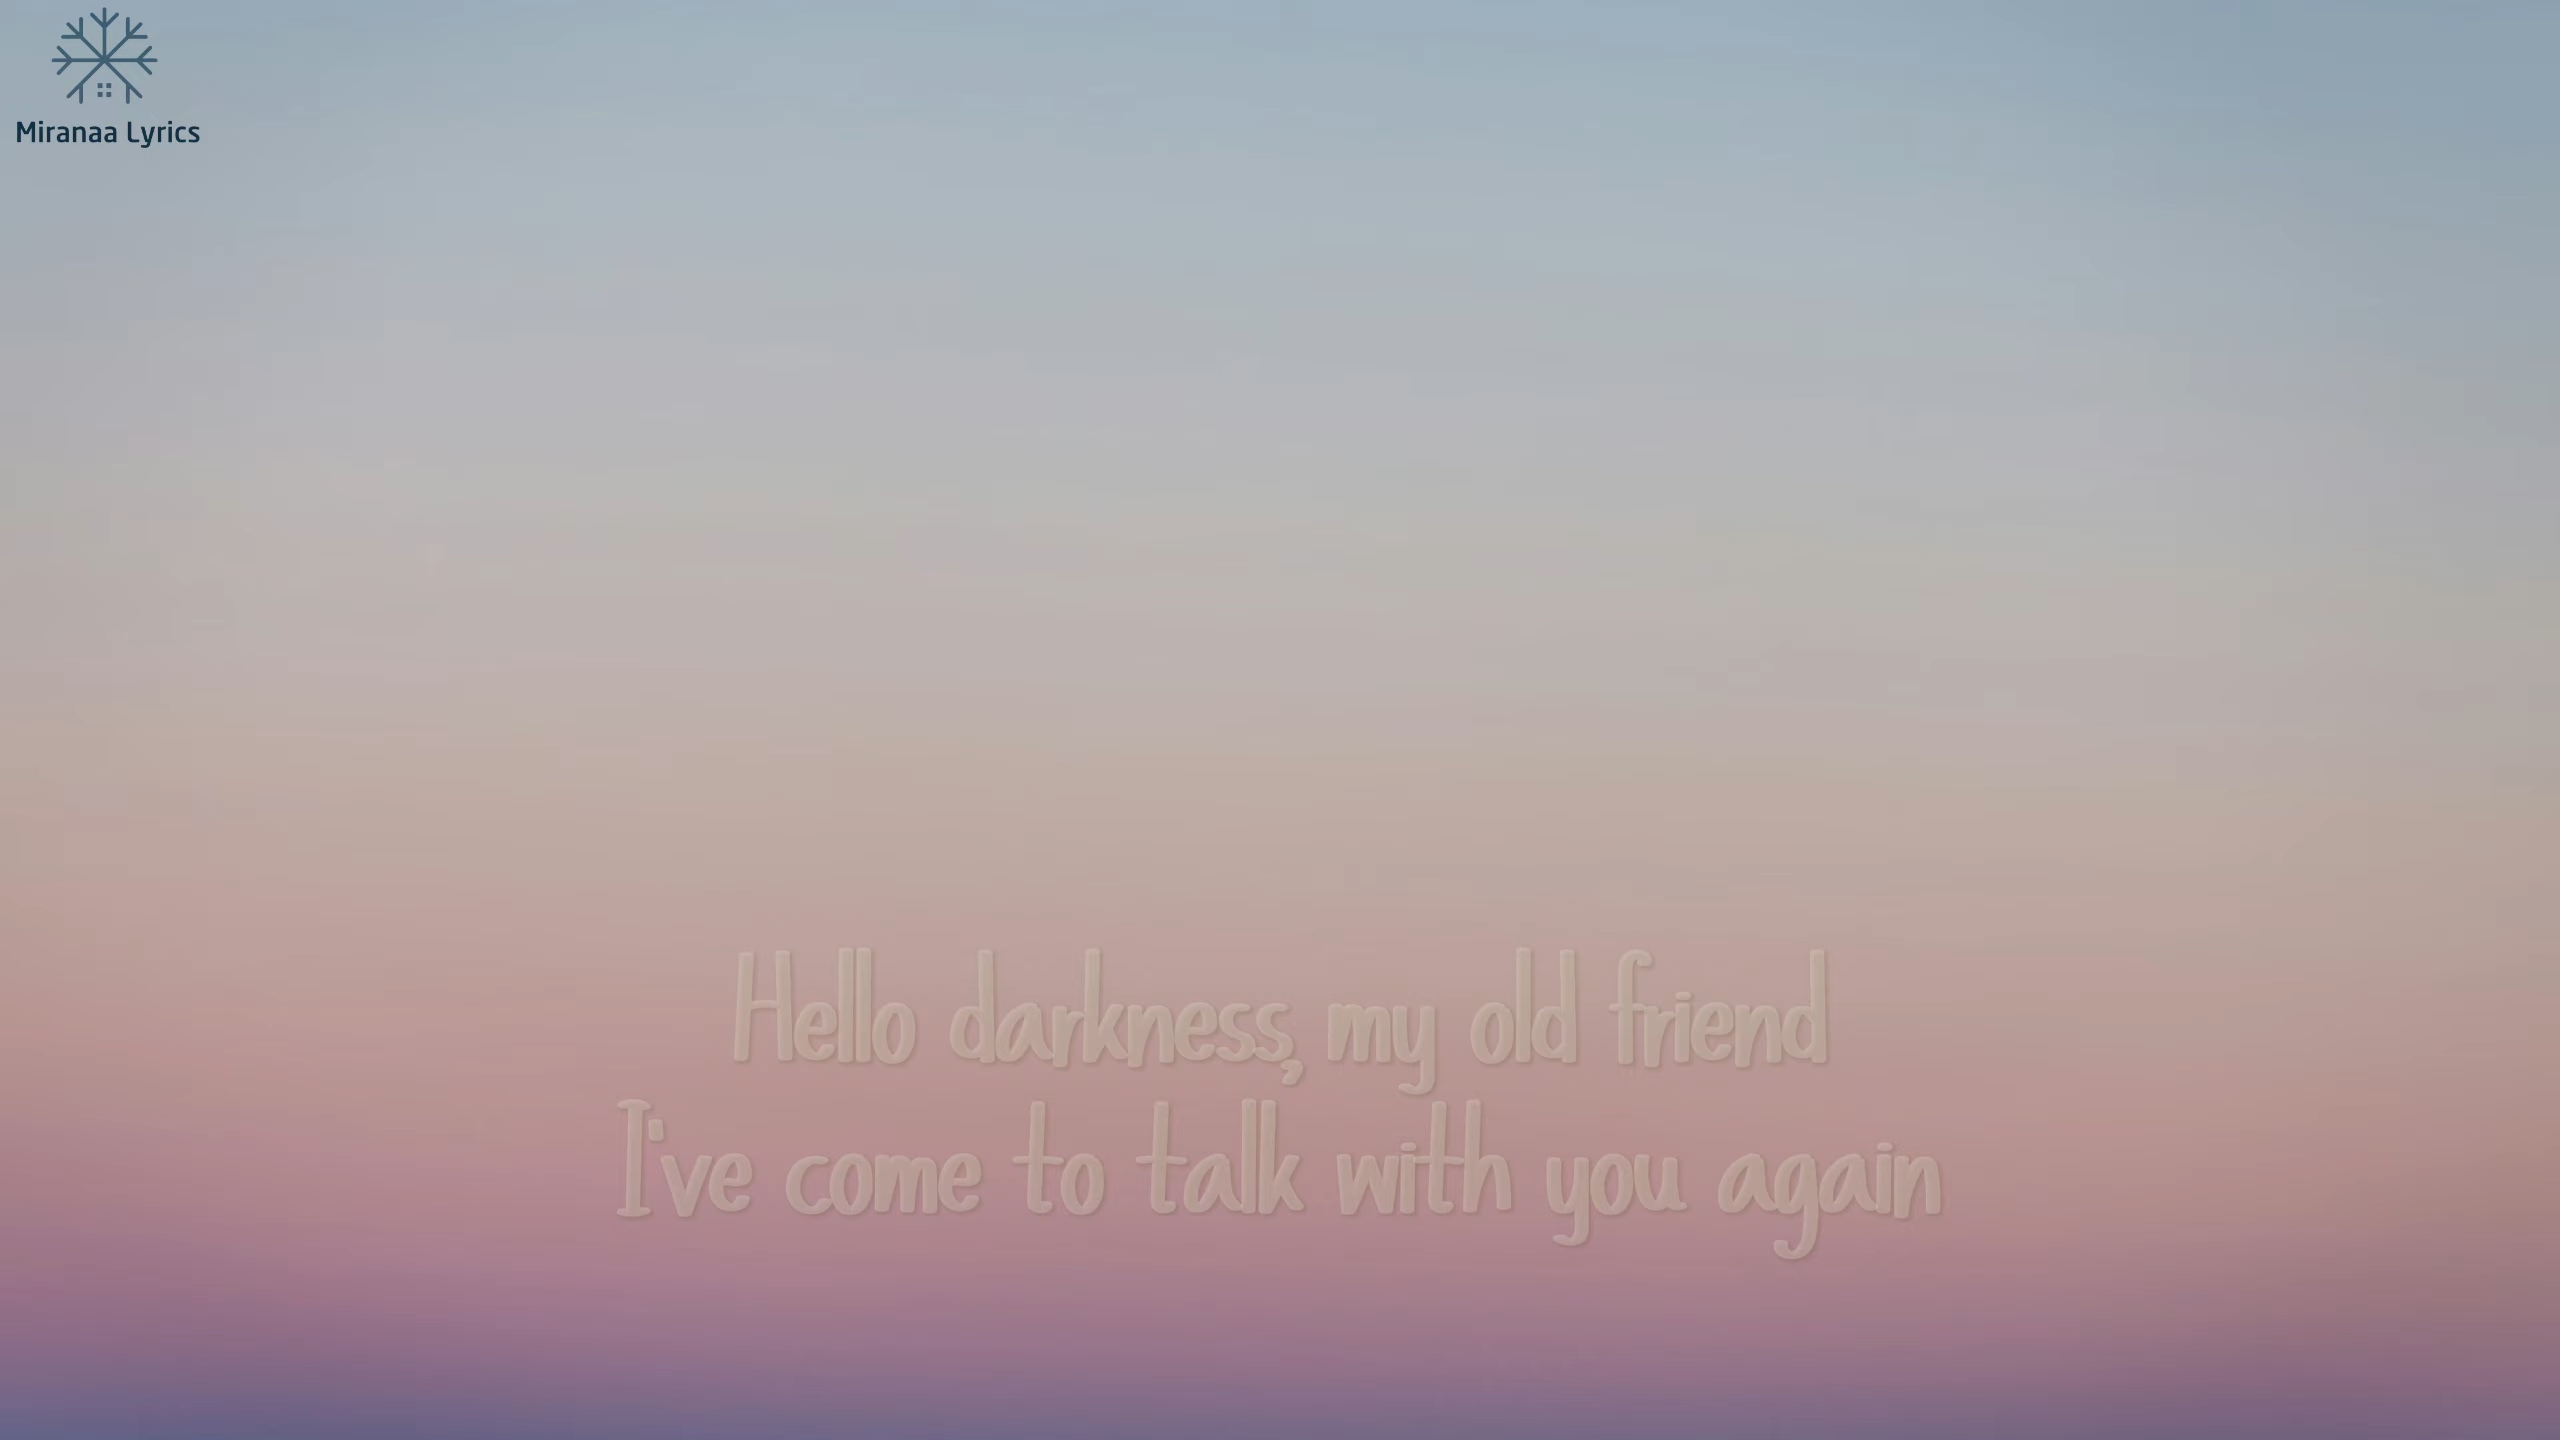 Miranaa Lyrics
Hello darkness, my old friend
I've come to talk with you again